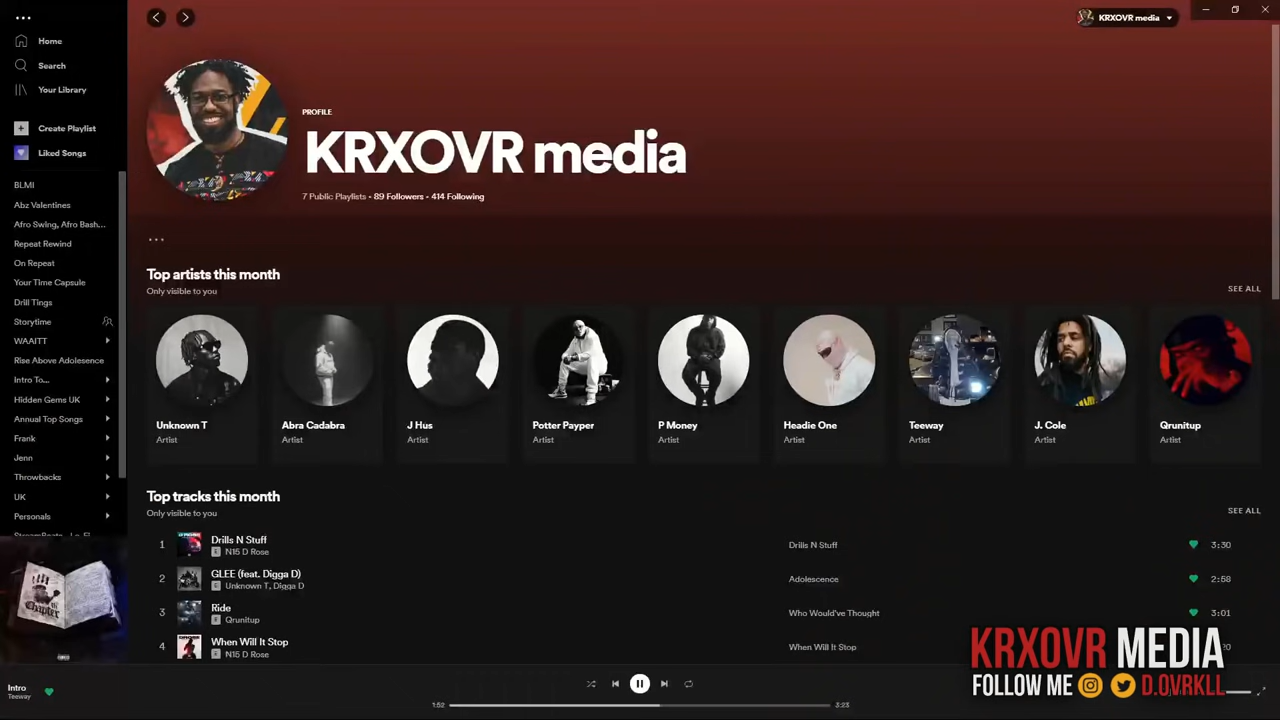 KRXOVR media
Home
Search
Your Library
Create Playlist
Liked Songs
BLMI
Abz Valentines
Afro Swing, Afro Bash...
Repeat Rewind
On Repeat
Your Time Capsule
Drill Tings
Storytime
WAAITT
Rise Above Adolesence
Intro To...
Hidden Gems UK
Annual Top Songs
Frank
Jenn
Throwbacks
UK
Personals
PROFILE
KRXOVR media
7 Public Playlists • 89 Followers • 414 Following
Top artists this month
Only visible to you
SEE ALL
Unknown T
Artist
Abra Cadabra
Artist
J Hus
Artist
Potter Payper
Artist
P Money
Artist
Headie One
Artist
Teeway
Artist
J. Cole
Artist
Qrunitup
Artist
Top tracks this month
Only visible to you
SEE ALL
1 Drills N Stuff Drills N Stuff 3:30
E N15 D Rose
2 GLEE (feat. Digga D) Adolescence 2:58
E Unknown T, Digga D
3 Ride Who Would've Thought 3:01
E Qrunitup
4 When Will It Stop When Will It Stop
E N15 D Rose
Chapter
Intro
Teeway
1:52
3:23
KRXOVR MEDIA
FOLLOW ME D.OVRKLL